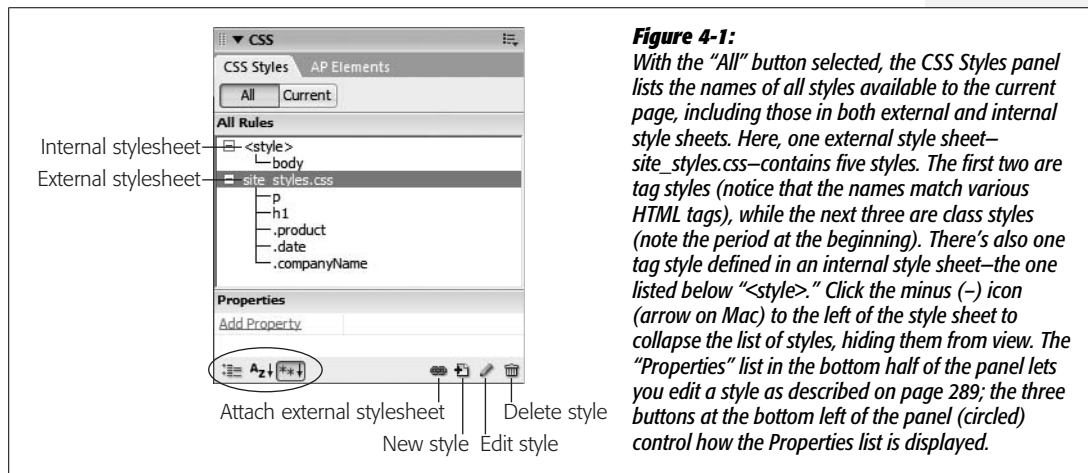 CSS
CSS Styles AP Elements
All Current
All Rules
Internal stylesheet
<style>
body
External stylesheet
site_styles.css
p
h1
.product
.date
.companyName
Properties
Add Property
Attach external stylesheet
Delete style
New style
Edit style
Figure 4-1:
With the “All” button selected, the CSS Styles panel
lists the names of all styles available to the current
page, including those in both external and internal
style sheets. Here, one external style sheet—
site_styles.css—contains five styles. The first two are
tag styles (notice that the names match various
HTML tags), while the next three are class styles
(note the period at the beginning). There’s also one
tag style defined in an internal style sheet—the one
listed below “<style>.” Click the minus (–) icon
(arrow on Mac) to the left of the style sheet to
collapse the list of styles, hiding them from view. The
“Properties” list in the bottom half of the panel lets
you edit a style as described on page 289; the three
buttons at the bottom left of the panel (circled)
control how the Properties list is displayed.